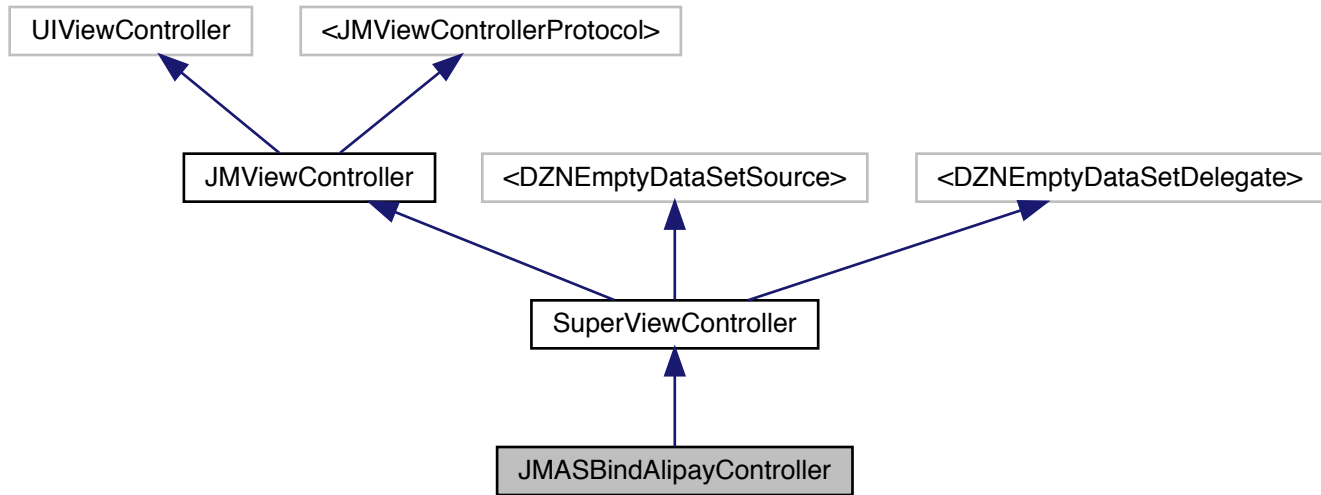 UIViewController
<JMViewControllerProtocol>
JMViewController
<DZNEmptyDataSetSource>
<DZNEmptyDataSetDelegate>
SuperViewController
JMASBindAlipayController